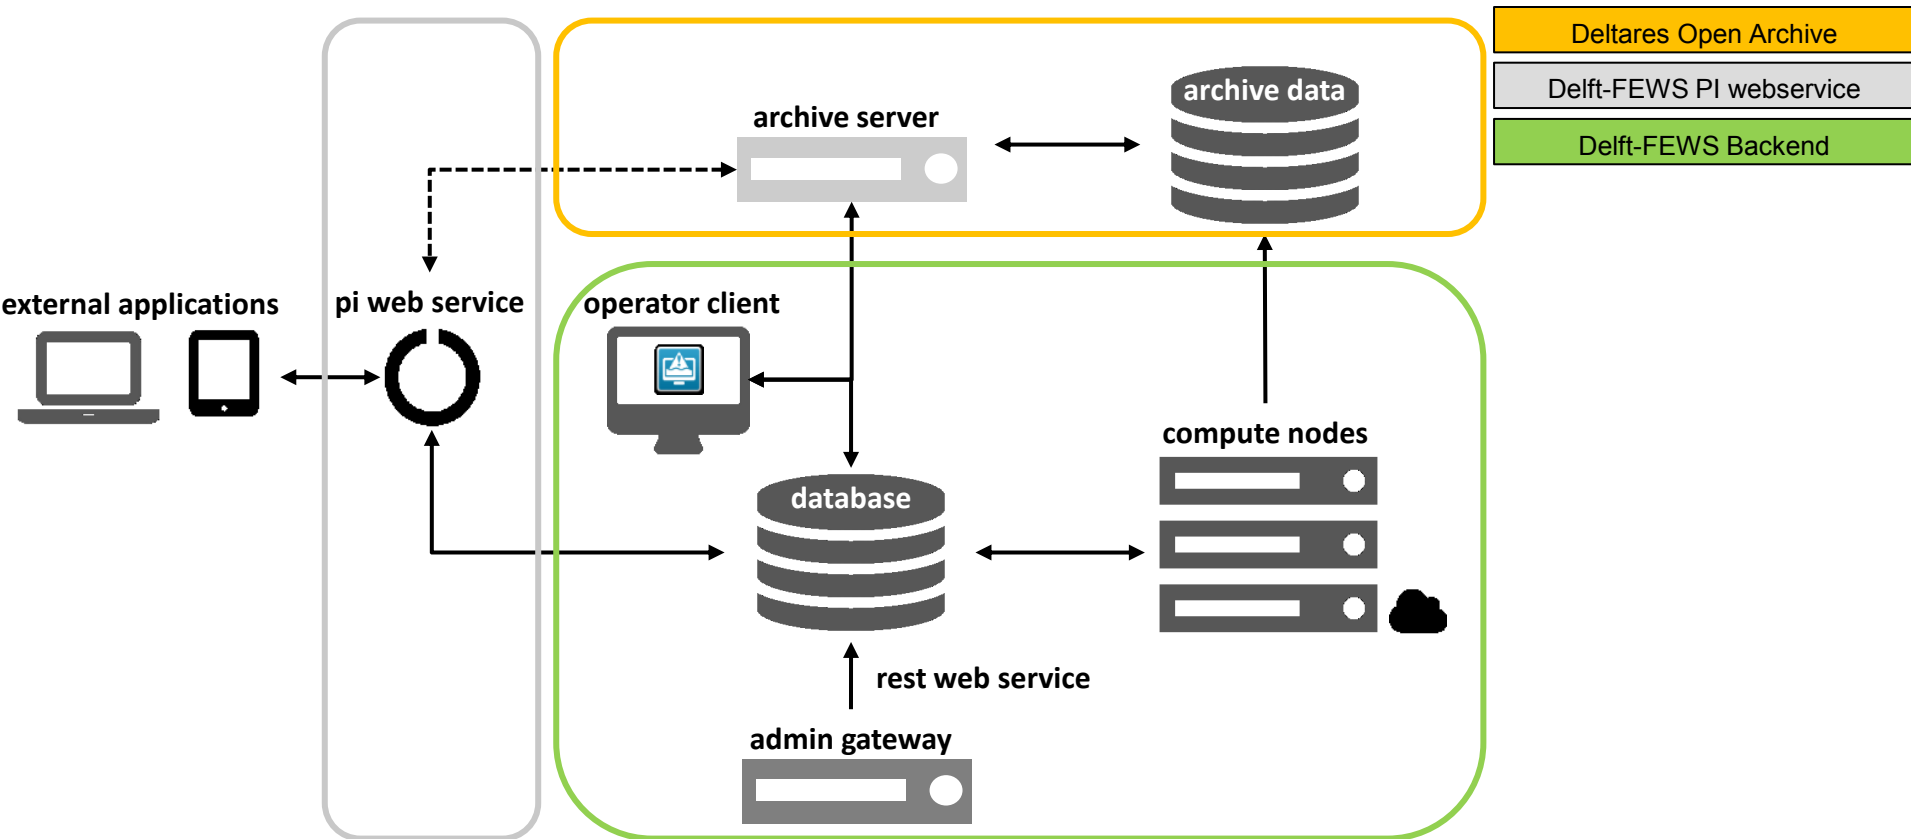 Deltares Open Archive
Delft-FEWS PI webservice
Delft-FEWS Backend
archive data
archive server
external applications
pi web service
operator client
compute nodes
database
rest web service
admin gateway